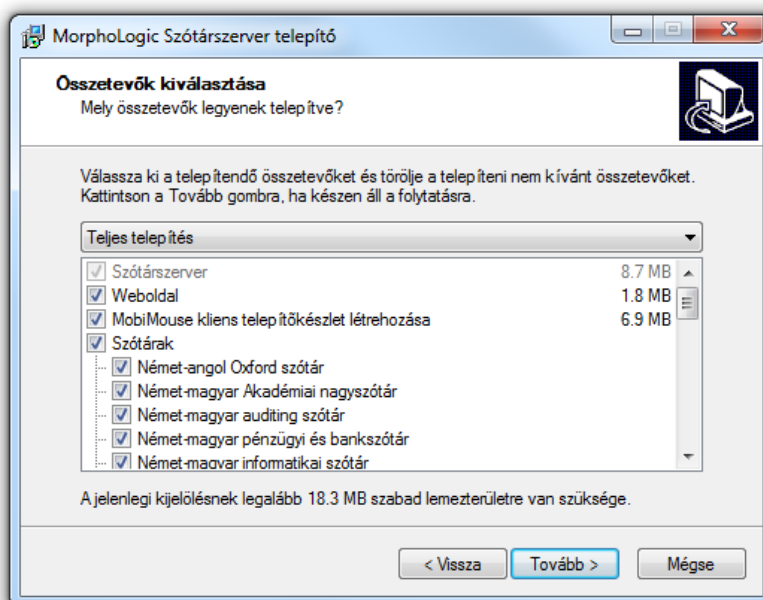 MorphoLogic Szótárszerver telepítő
Összetevők kiválasztása
Mely összetevők legyenek telepítve?
Válassza ki a telepítendő összetevőket és törölje a telepíteni nem kívánt összetevőket.
Kattintson a Tovább gombra, ha készen áll a folytatásra.
Teljes telepítés
Szótárszerver 8.7 MB
Weboldal 1.8 MB
MobiMouse kliens telepítőkészlet létrehozása 6.9 MB
Szótárak
Német-angol Oxford szótár
Német-magyar Akadémiai nagyszótár
Német-magyar auditing szótár
Német-magyar pénzügyi és bankszótár
Német-magyar informatikai szótár
A jelenlegi kijelölésnek legalább 18.3 MB szabad lemezterületre van szüksége.
< Vissza Tovább > Mégse